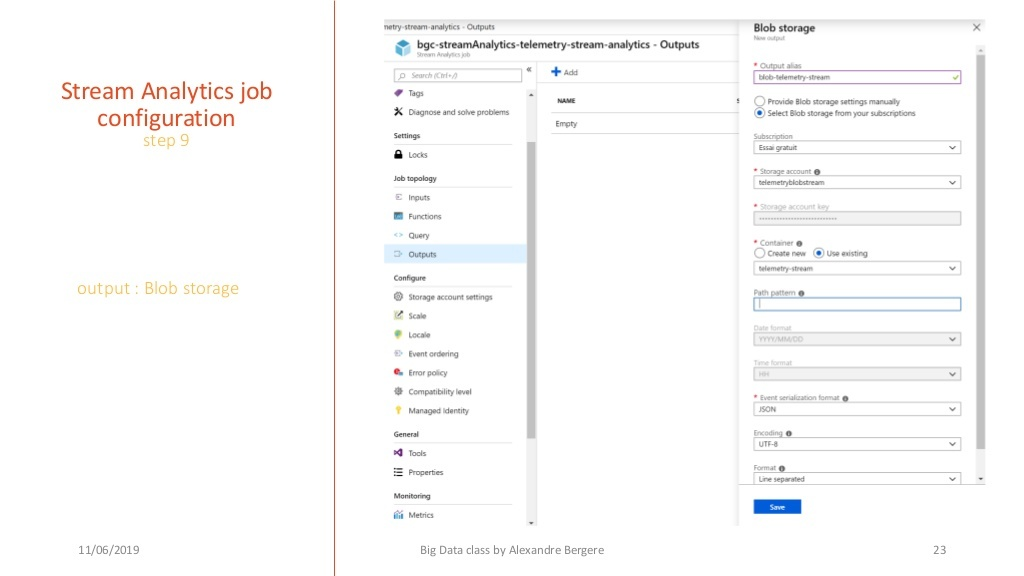 Stream Analytics job
configuration
step 9
output : Blob storage
metry-stream-analytics - Outputs
bgc-streamAnalytics-telemetry-stream-analytics - Outputs
Stream Analytics job
Search (Ctrl+/)
«
Tags
Diagnose and solve problems
Settings
Locks
Job topology
Inputs
Functions
Query
Outputs
Configure
Storage account settings
Scale
Locale
Event ordering
Error policy
Compatibility level
Managed Identity
General
Tools
Properties
Monitoring
Metrics
Add
NAME
Empty
Blob storage
New output
* Output alias
blob-telemetry-stream
Provide Blob storage settings manually
Select Blob storage from your subscriptions
Subscription
Essai gratuit
* Storage account
telemetryblobstream
* Storage account key
* Container
Create new Use existing
telemetry-stream
Path pattern
Date format
YYYY/MM/DD
Time format
HH
* Event serialization format
JSON
Encoding
UTF-8
Format
Line separated
Save
11/06/2019
Big Data class by Alexandre Bergere
23